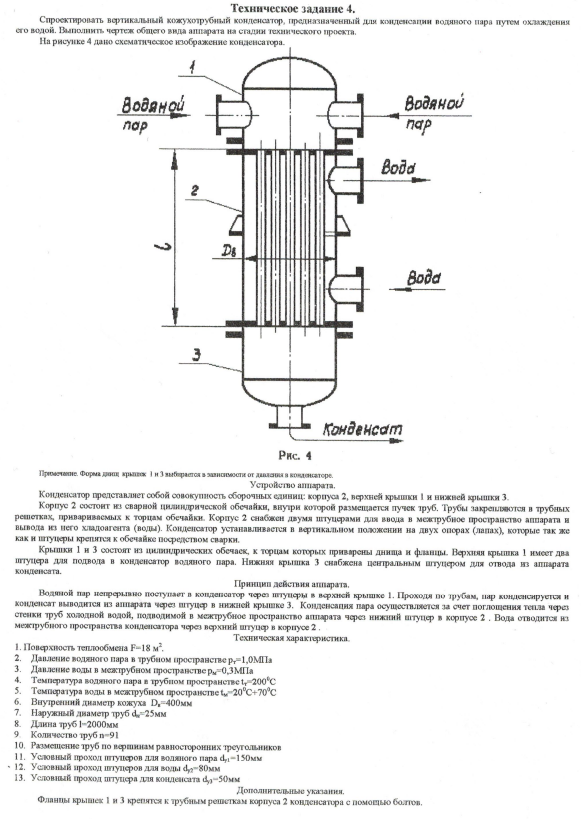 Техническое задание 4.
Спроектировать вертикальный кожухотрубный конденсатор, предназначенный для конденсации водяного пара путем охлаждения
его водой. Выполнить чертеж общего вида аппарата на стадии технического проекта.
На рисунке 4 дано схематическое изображение конденсатора.
1
Водяной
пар
Водяной
пар
Вода
2
l
Dв
Вода
3
Конденсат
Рис. 4
Примечание. Форма днищ крышек 1 и 3 выбирается в зависимости от давления в конденсаторе.
Устройство аппарата.
Конденсатор представляет собой совокупность сборочных единиц: корпуса 2, верхней крышки 1 и нижней крышки 3.
Корпус 2 состоит из сварной цилиндрической обечайки, внутри которой размещается пучек труб. Трубы закрепляются в трубных
решетках, привариваемых к торцам обечайки. Корпус 2 снабжен двумя штуцерами для ввода в межтрубное пространство аппарата и
вывода из него хладоагента (воды). Конденсатор устанавливается в вертикальном положении на двух опорах (лапах), которые так же
как и штуцеры крепятся к обечайке посредством сварки.
Крышки 1 и 3 состоят из цилиндрических обечаек, к торцам которых приварены днища и фланцы. Верхняя крышка 1 имеет два
штуцера для подвода в конденсатор водяного пара. Нижняя крышка 3 снабжена центральным штуцером для отвода из аппарата
конденсата.
Принцип действия аппарата.
Водяной пар непрерывно поступает в конденсатор через штуцеры в верхней крышке 1. Проходя по трубам, пар конденсируется и
конденсат выводится из аппарата через штуцер в нижней крышке 3. Конденсация пара осуществляется за счет поглощения тепла через
стенки труб холодной водой, подводимой в межтрубное пространство аппарата через нижний штуцер в корпусе 2 . Вода отводится из
межтрубного пространства конденсатора через верхний штуцер в корпусе 2 .
Техническая характеристика.
1. Поверхность теплообмена F=18 м².
2. Давление водяного пара в трубном пространстве pт=1,0МПа
3. Давление воды в межтрубном пространстве pм=0,3МПа
4. Температура водяного пара в трубном пространстве tт=200⁰С
5. Температура воды в межтрубном пространстве tм=20⁰С+70⁰С
6. Внутренний диаметр кожуха Dв=400мм
7. Наружный диаметр труб dн=25мм
8. Длина труб l=2000мм
9. Количество труб n=91
10. Размещение труб по вершинам равносторонних треугольников
11. Условный проход штуцеров для водяного пара dу1=150мм
12. Условный проход штуцеров для воды dу2=80мм
13. Условный проход штуцера для конденсата dу3=50мм
Дополнительные указания.
Фланцы крышек 1 и 3 крепятся к трубным решеткам корпуса 2 конденсатора с помощью болтов.